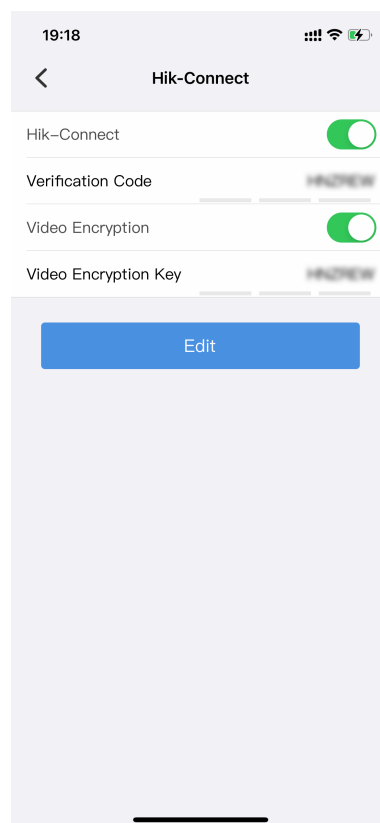 19:18
Hik-Connect
Hik-Connect
Verification Code
Video Encryption
Video Encryption Key
Edit